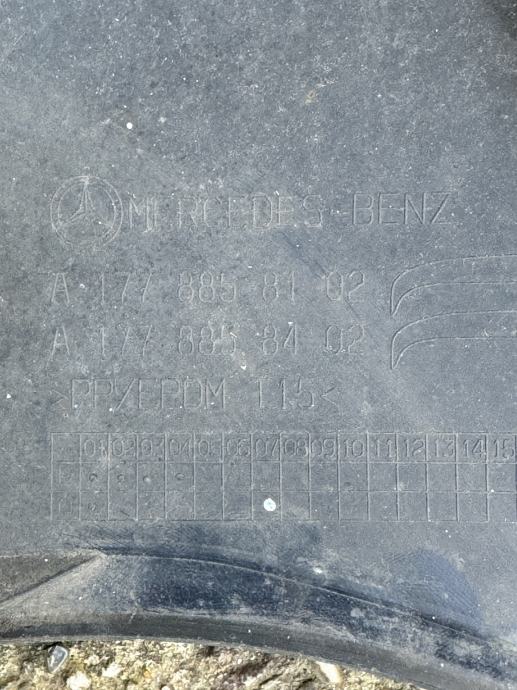 MERCEDES-BENZ
A 177 885 81 02
A 177 885 84 02
>PP/EPDM T15<
01 02 03 04 05 06 07 08 09 10 11 12 13 14 15